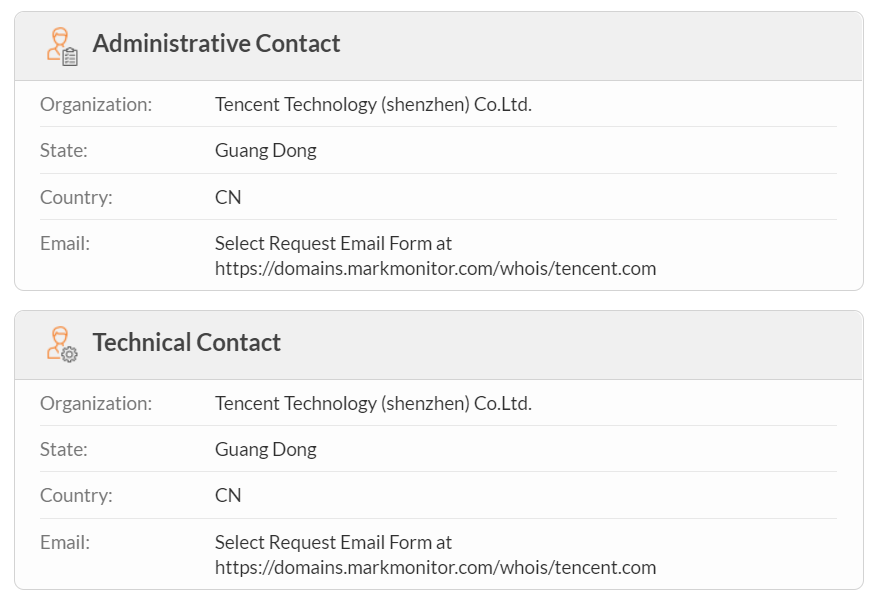 Administrative Contact
Organization: Tencent Technology (shenzhen) Co.Ltd.
State: Guang Dong
Country: CN
Email: Select Request Email Form at
https://domains.markmonitor.com/whois/tencent.com
Technical Contact
Organization: Tencent Technology (shenzhen) Co.Ltd.
State: Guang Dong
Country: CN
Email: Select Request Email Form at
https://domains.markmonitor.com/whois/tencent.com